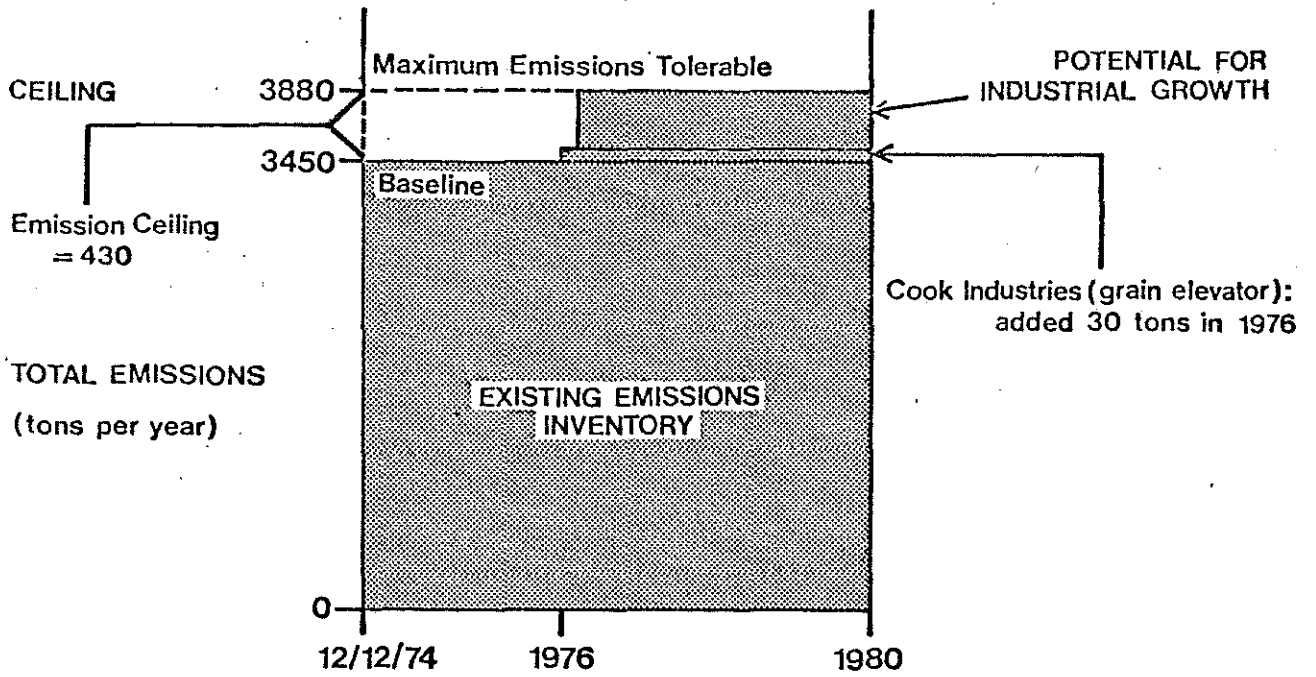 Maximum Emissions Tolerable
POTENTIAL FOR
INDUSTRIAL GROWTH
CEILING
3880
3450
Baseline
Emission Ceiling
= 430
Cook Industries (grain elevator):
added 30 tons in 1976
TOTAL EMISSIONS
(tons per year)
EXISTING EMISSIONS
INVENTORY
0
12/12/74
1976
1980